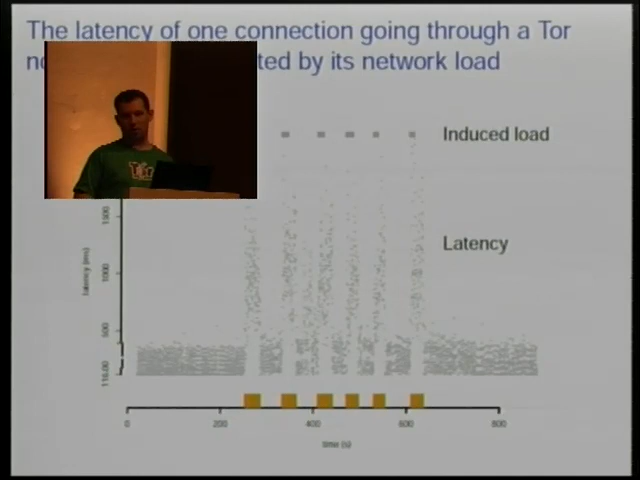 The latency of one connection going through a Tor
ted by its network load
Induced load
Latency
1500
1000
500
116.00
latency (ms)
0
200
400
600
800
time (s)